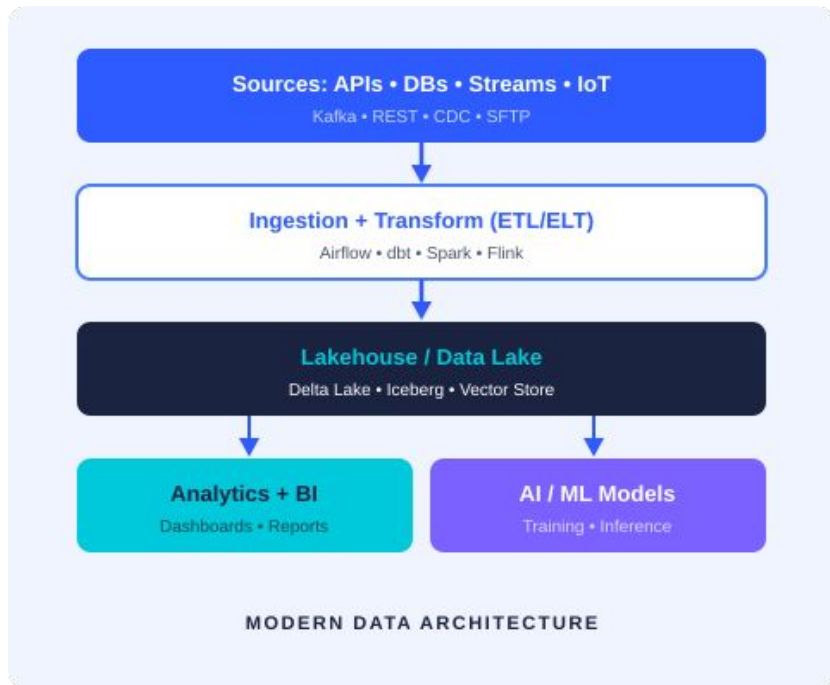 Sources: APIs • DBs • Streams • IoT
Kafka • REST • CDC • SFTP
Ingestion + Transform (ETL/ELT)
Airflow • dbt • Spark • Flink
Lakehouse / Data Lake
Delta Lake • Iceberg • Vector Store
Analytics + BI
Dashboards • Reports
AI / ML Models
Training • Inference
MODERN DATA ARCHITECTURE